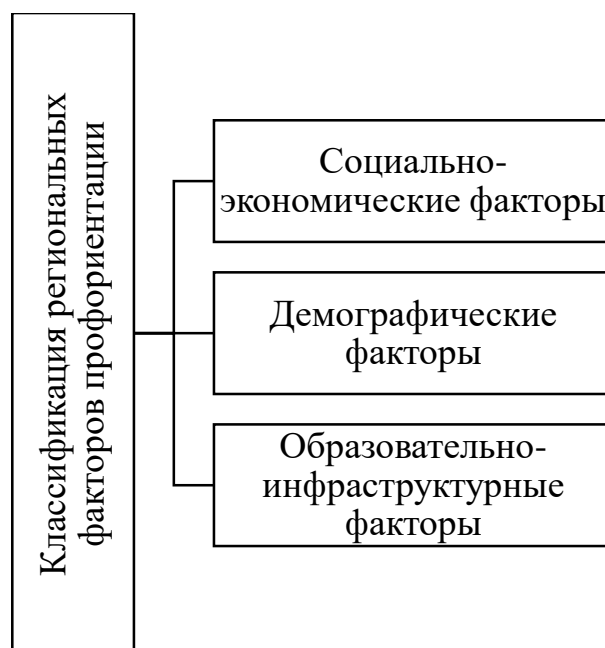 Классификация региональных
факторов профориентации
Социально-
экономические факторы
Демографические
факторы
Образовательно-
инфраструктурные
факторы